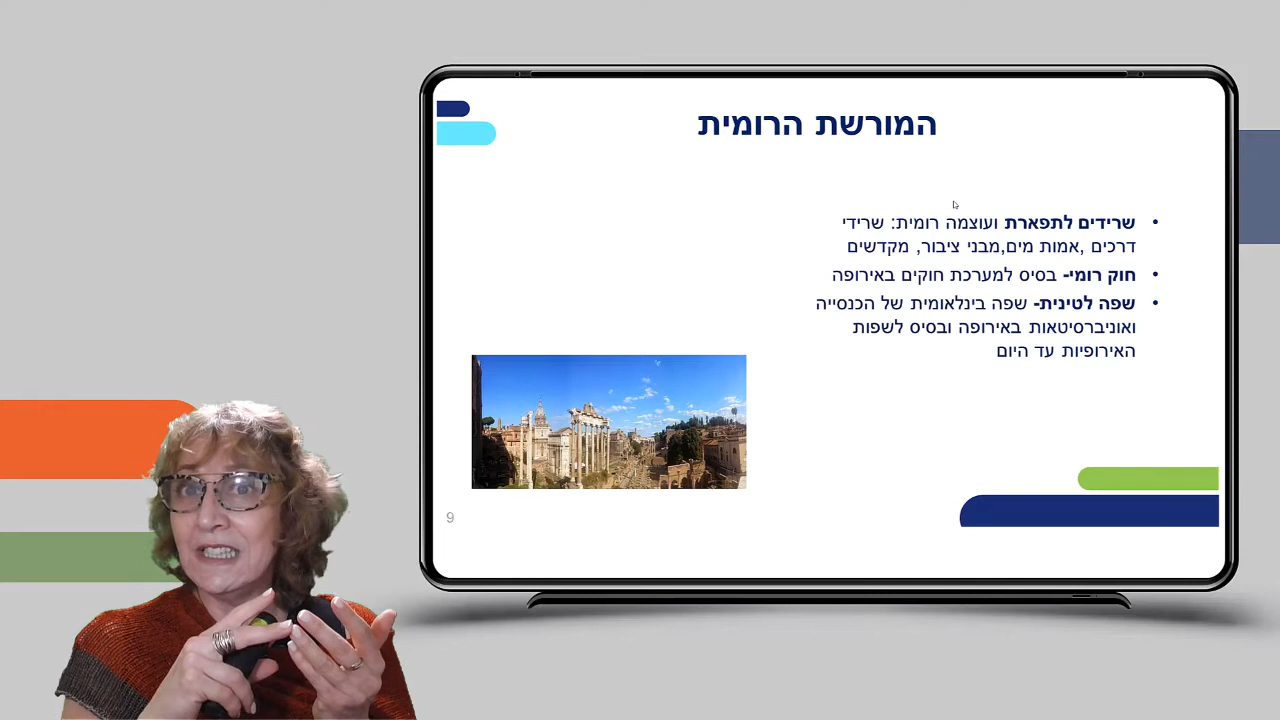 המורשת הרומית
• שרידים לתפארת ועוצמה רומית: שרידי
דרכים ,אמות מים,מבני ציבור, מקדשים
• חוק רומי- בסיס למערכת חוקים באירופה
• שפה לטינית- שפה בינלאומית של הכנסייה
ואוניברסיטאות באירופה ובסיס לשפות
האירופיות עד היום
9